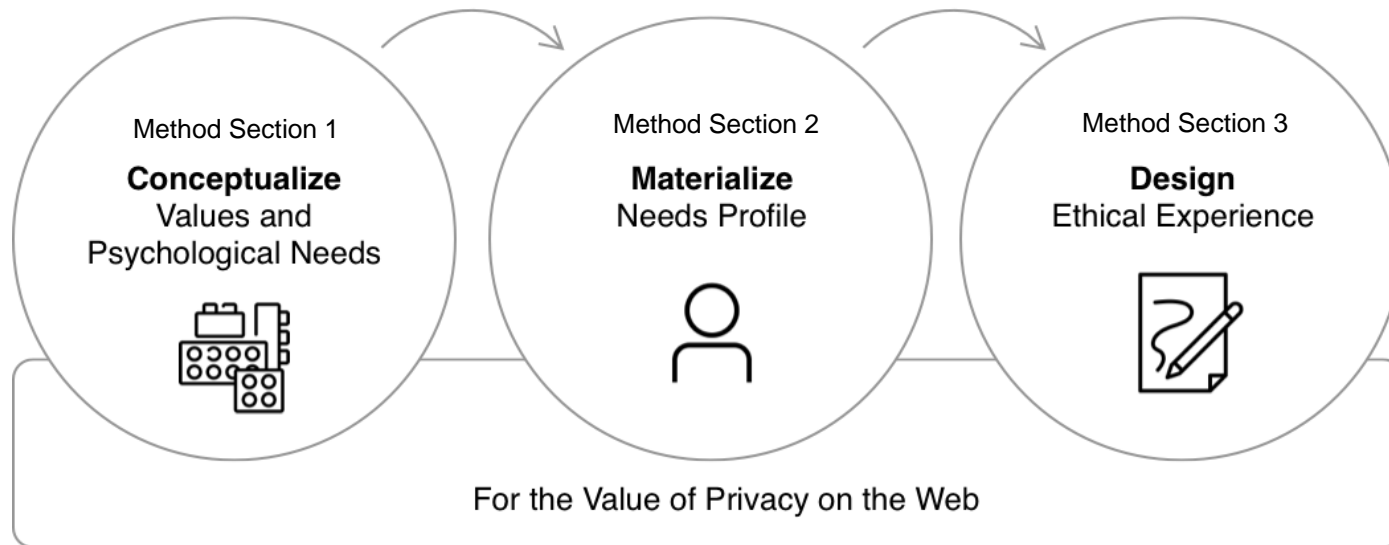 Method Section 1
Conceptualize
Values and
Psychological Needs
Method Section 2
Materialize
Needs Profile
Method Section 3
Design
Ethical Experience
For the Value of Privacy on the Web